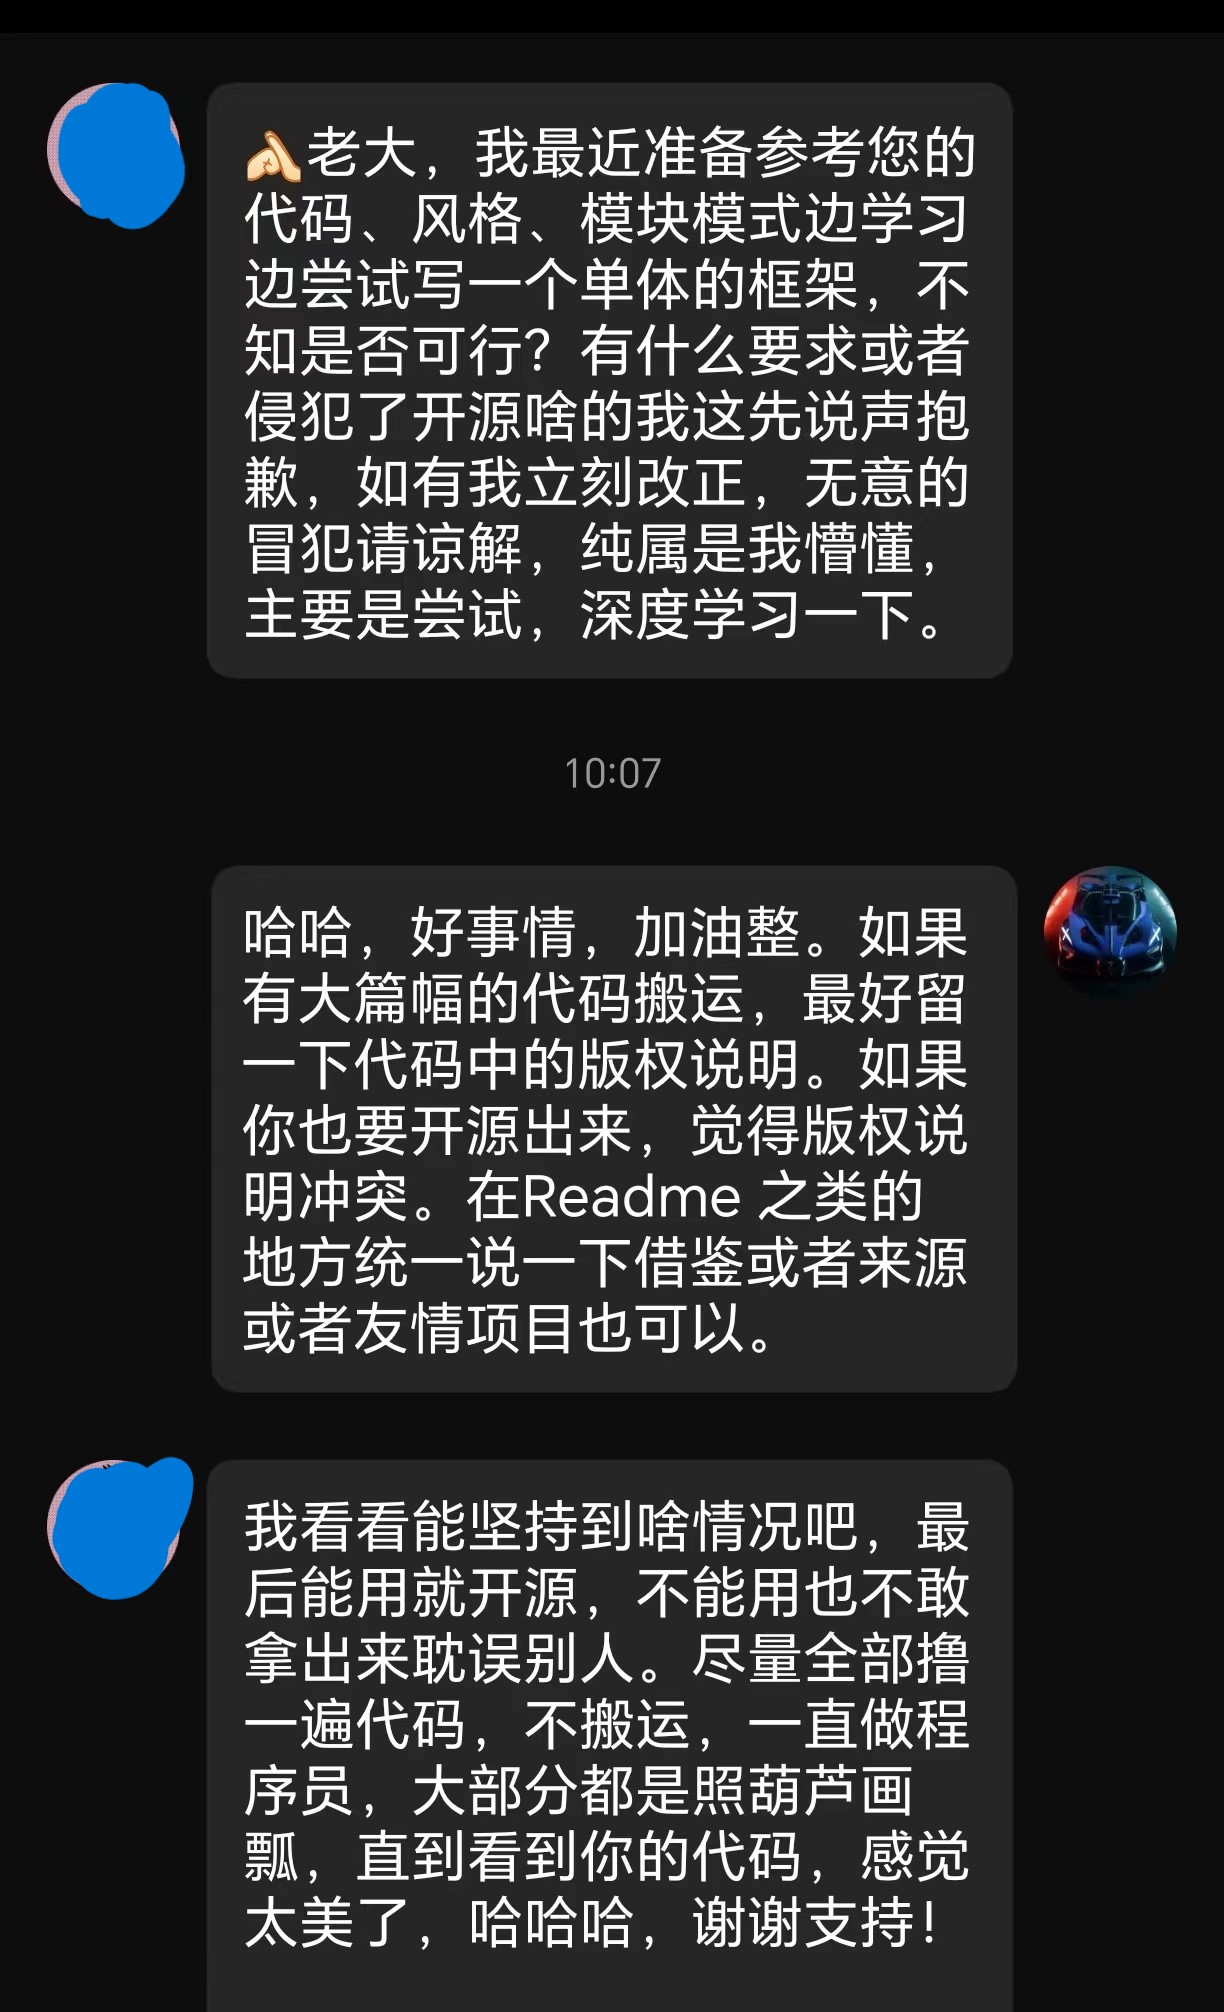 老大，我最近准备参考您的
代码、风格、模块模式边学习
边尝试写一个单体的框架，不
知是否可行？有什么要求或者
侵犯了开源啥的我这先说声抱
歉，如有我立刻改正，无意的
冒犯请谅解，纯属是我懵懂，
主要是尝试，深度学习一下。
10:07
哈哈，好事情，加油整。如果
有大篇幅的代码搬运，最好留
一下代码中的版权说明。如果
你也要开源出来，觉得版权说
明冲突。在Readme 之类的
地方统一说一下借鉴或者来源
或者友情项目也可以。
我看看能坚持到啥情况吧，最
后能用就开源，不能用也不敢
拿出来耽误别人。尽量全部撸
一遍代码，不搬运，一直做程
序员，大部分都是照葫芦画
瓢，直到看到你的代码，感觉
太美了，哈哈哈，谢谢支持！